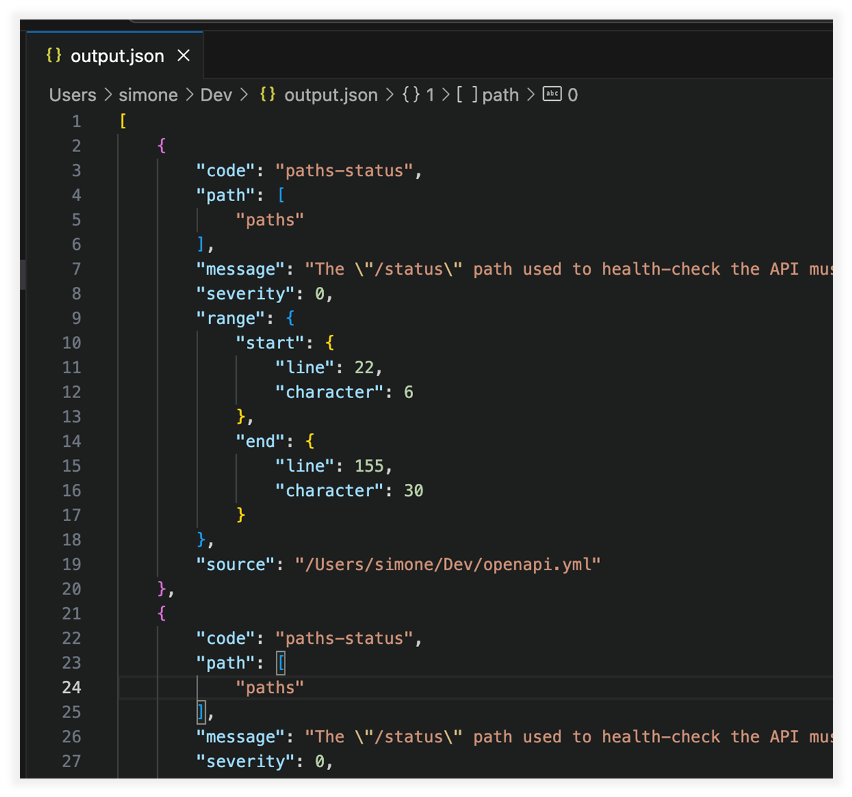 {} output.json ×
Users > simone > Dev > {} output.json > {} 1 > [ ] path > abc 0
1 [
2 {
3 "code": "paths-status",
4 "path": [
5 "paths"
6 ],
7 "message": "The \"/status\" path used to health-check the API mus
8 "severity": 0,
9 "range": {
10 "start": {
11 "line": 22,
12 "character": 6
13 },
14 "end": {
15 "line": 155,
16 "character": 30
17 }
18 },
19 "source": "/Users/simone/Dev/openapi.yml"
20 },
21 {
22 "code": "paths-status",
23 "path": [
24 "paths"
25 ],
26 "message": "The \"/status\" path used to health-check the API mus
27 "severity": 0,